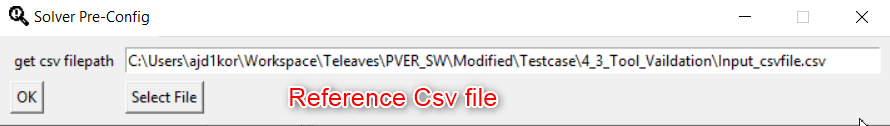 Solver Pre-Config
get csv filepath C:\Users\ajd1kor\Workspace\Teleaves\PVER_SW\Modified\Testcase\4_3_Tool_Vaildation\Input_csvfile.csv
OK Select File Reference Csv file